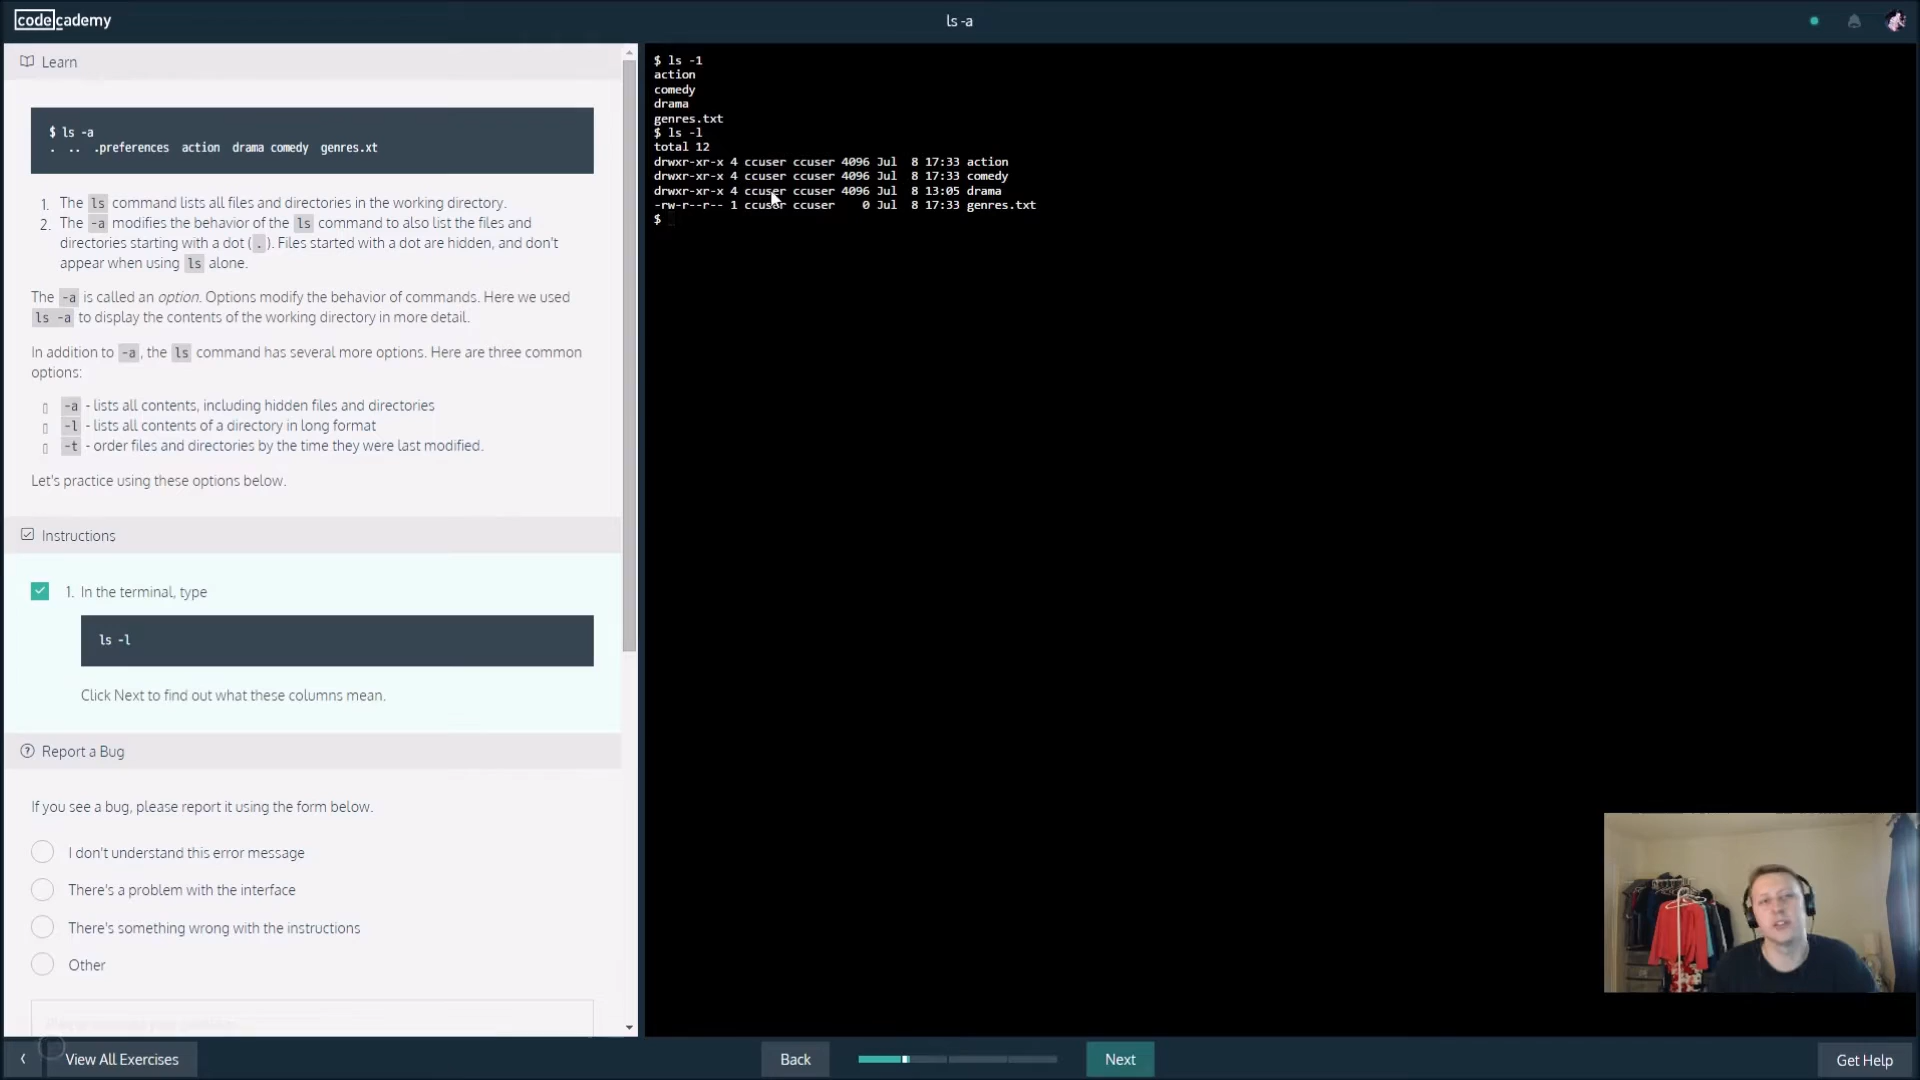 codecademy
ls -a
Learn
$ ls -a
. .. .preferences action drama comedy genres.xt
1. The ls command lists all files and directories in the working directory.
2. The -a modifies the behavior of the ls command to also list the files and
directories starting with a dot ( . ). Files started with a dot are hidden, and don't
appear when using ls alone.
The -a is called an option. Options modify the behavior of commands. Here we used
ls -a to display the contents of the working directory in more detail.
In addition to -a, the ls command has several more options. Here are three common
options:
-a - lists all contents, including hidden files and directories
-l - lists all contents of a directory in long format
-t - order files and directories by the time they were last modified.
Let's practice using these options below.
Instructions
1. In the terminal, type
ls -l
Click Next to find out what these columns mean.
Report a Bug
If you see a bug, please report it using the form below.
I don't understand this error message
There's a problem with the interface
There's something wrong with the instructions
Other
$ ls -1
action
comedy
drama
genres.txt
$ ls -l
total 12
drwxr-xr-x 4 ccuser ccuser 4096 Jul 8 17:33 action
drwxr-xr-x 4 ccuser ccuser 4096 Jul 8 17:33 comedy
drwxr-xr-x 4 ccuser ccuser 4096 Jul 8 13:05 drama
-rw-r--r-- 1 ccuser ccuser 0 Jul 8 17:33 genres.txt
$
View All Exercises
Back
Next
Get Help